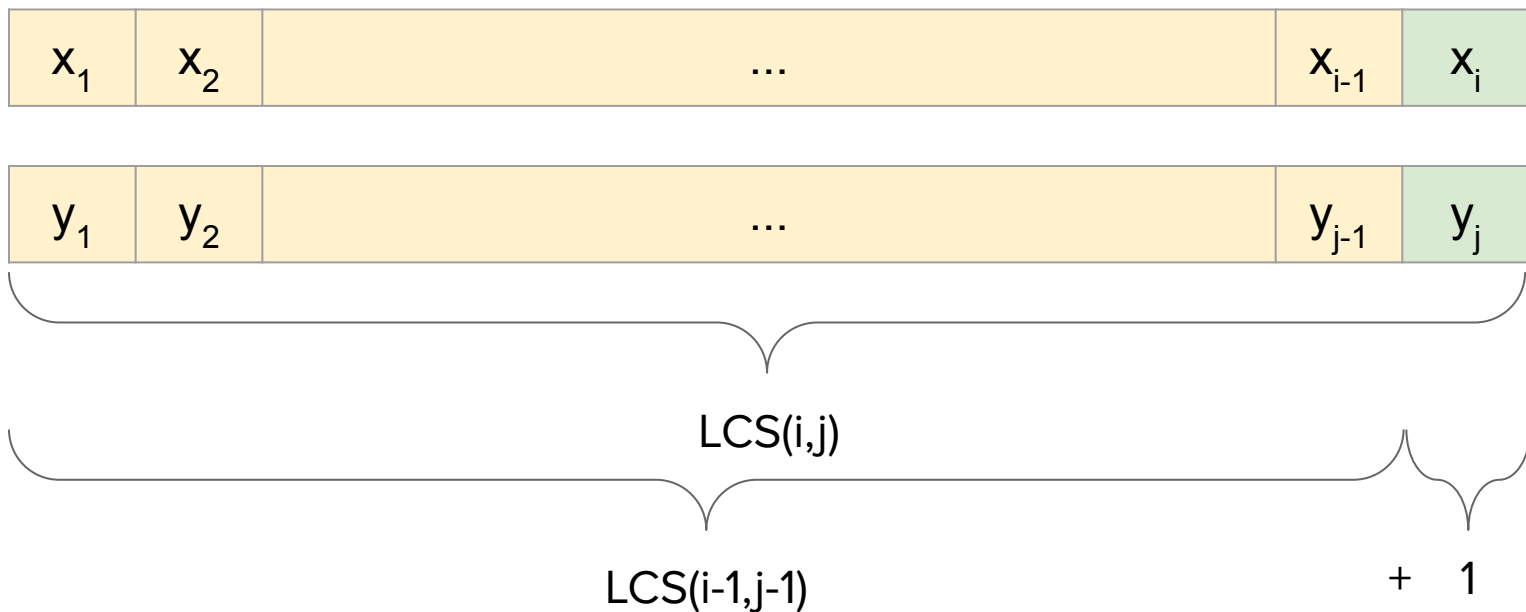 x₁ x₂ ... xᵢ₋₁ xᵢ
y₁ y₂ ... yⱼ₋₁ yⱼ
LCS(i,j)
LCS(i-1,j-1) + 1